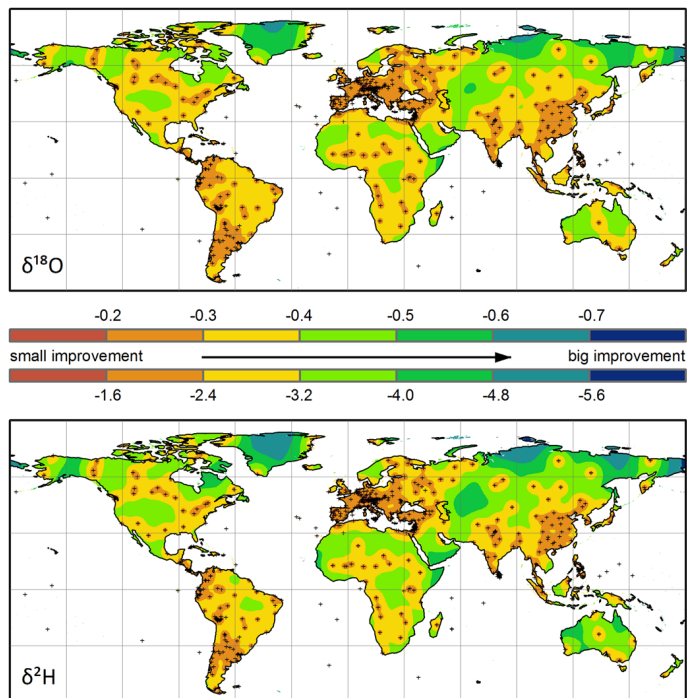 δ¹⁸O
-0.2 -0.3 -0.4 -0.5 -0.6 -0.7
small improvement big improvement
-1.6 -2.4 -3.2 -4.0 -4.8 -5.6
δ²H